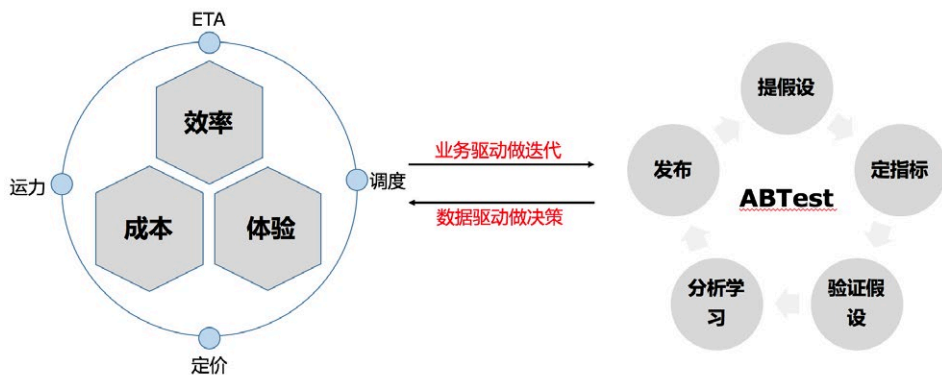 ETA
效率
运力
调度
成本
体验
定价
业务驱动做迭代
数据驱动做决策
提假设
发布
定指标
ABTest
分析学
习
验证假
设